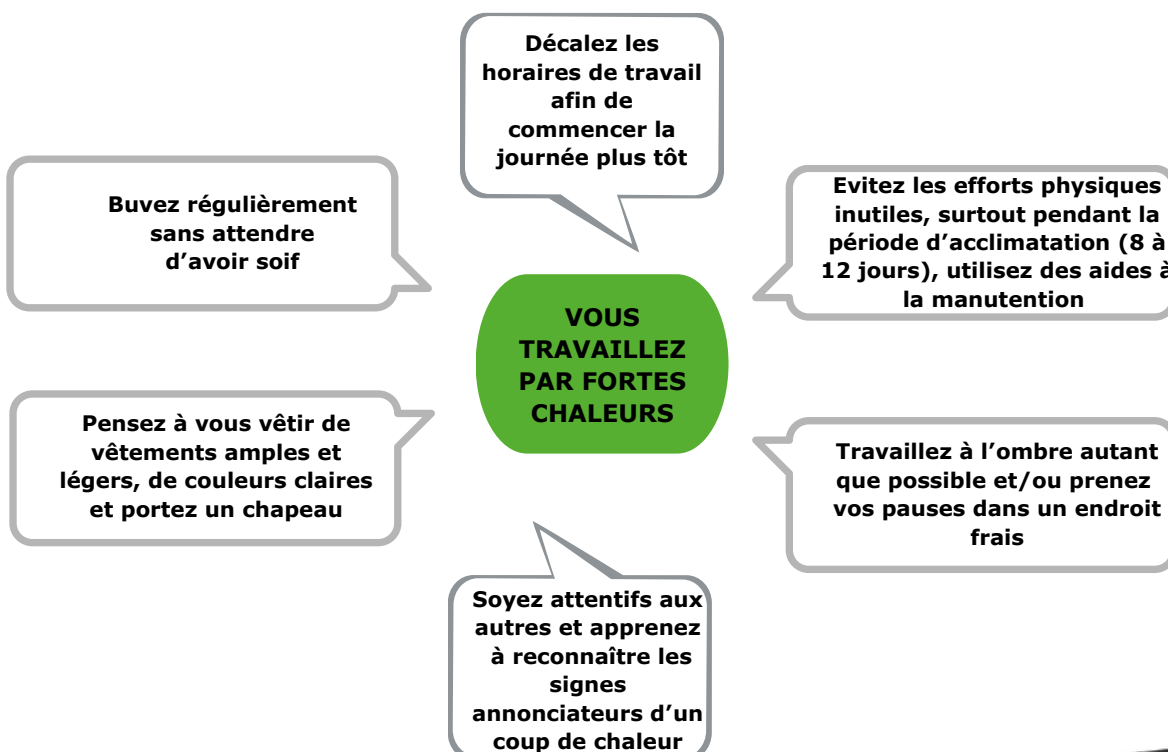 Décalez les
horaires de travail
afin de
commencer la
journée plus tôt
Buvez régulièrement
sans attendre
d’avoir soif
Evitez les efforts physiques
inutiles, surtout pendant la
période d’acclimatation (8 à
12 jours), utilisez des aides à
la manutention
VOUS
TRAVAILLEZ
PAR FORTES
CHALEURS
Pensez à vous vêtir de
vêtements amples et
légers, de couleurs claires
et portez un chapeau
Travaillez à l’ombre autant
que possible et/ou prenez
vos pauses dans un endroit
frais
Soyez attentifs aux
autres et apprenez
à reconnaître les
signes
annonciateurs d’un
coup de chaleur